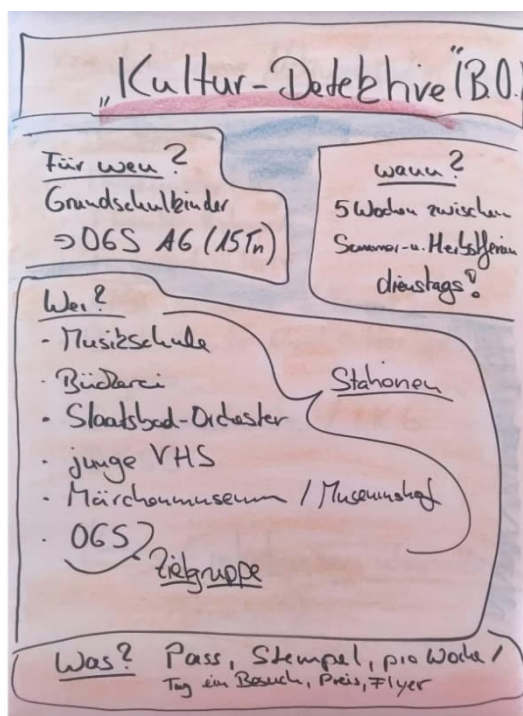 „Kultur-Detektive" (B.O.)
Für wen?
Grundschulkinder
⇒ OGS AG (15 Tn)
wann?
5 Wochen zwischen
Sommer- u. Herbstferien
dienstags?
Wer?
· Musikschule
· Bücherei
· Staatsbad-Orchester
· junge VHS
· Märchenmuseum / Museumshof
· OGS
Stationen
Zielgruppe
Was? Pass, Stempel, pro Woche /
Tag ein Besuch, Preis, Flyer